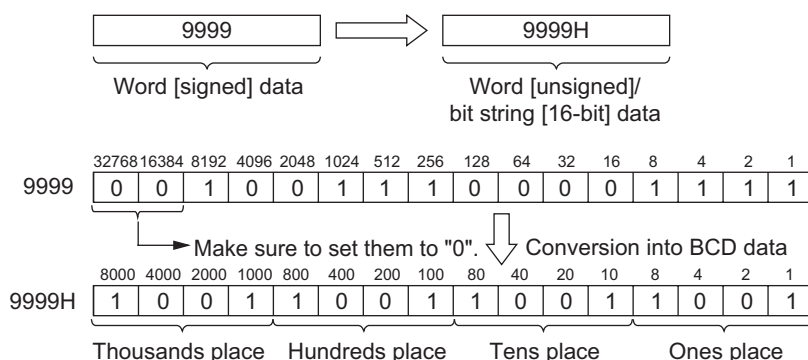 9999 9999H
Word [signed] data Word [unsigned]/
bit string [16-bit] data
32768 16384 8192 4096 2048 1024 512 256 128 64 32 16 8 4 2 1
9999 0 0 1 0 0 1 1 1 0 0 0 0 1 1 1 1
Make sure to set them to "0". Conversion into BCD data
8000 4000 2000 1000 800 400 200 100 80 40 20 10 8 4 2 1
9999H 1 0 0 1 1 0 0 1 1 0 0 1 1 0 0 1
Thousands place Hundreds place Tens place Ones place